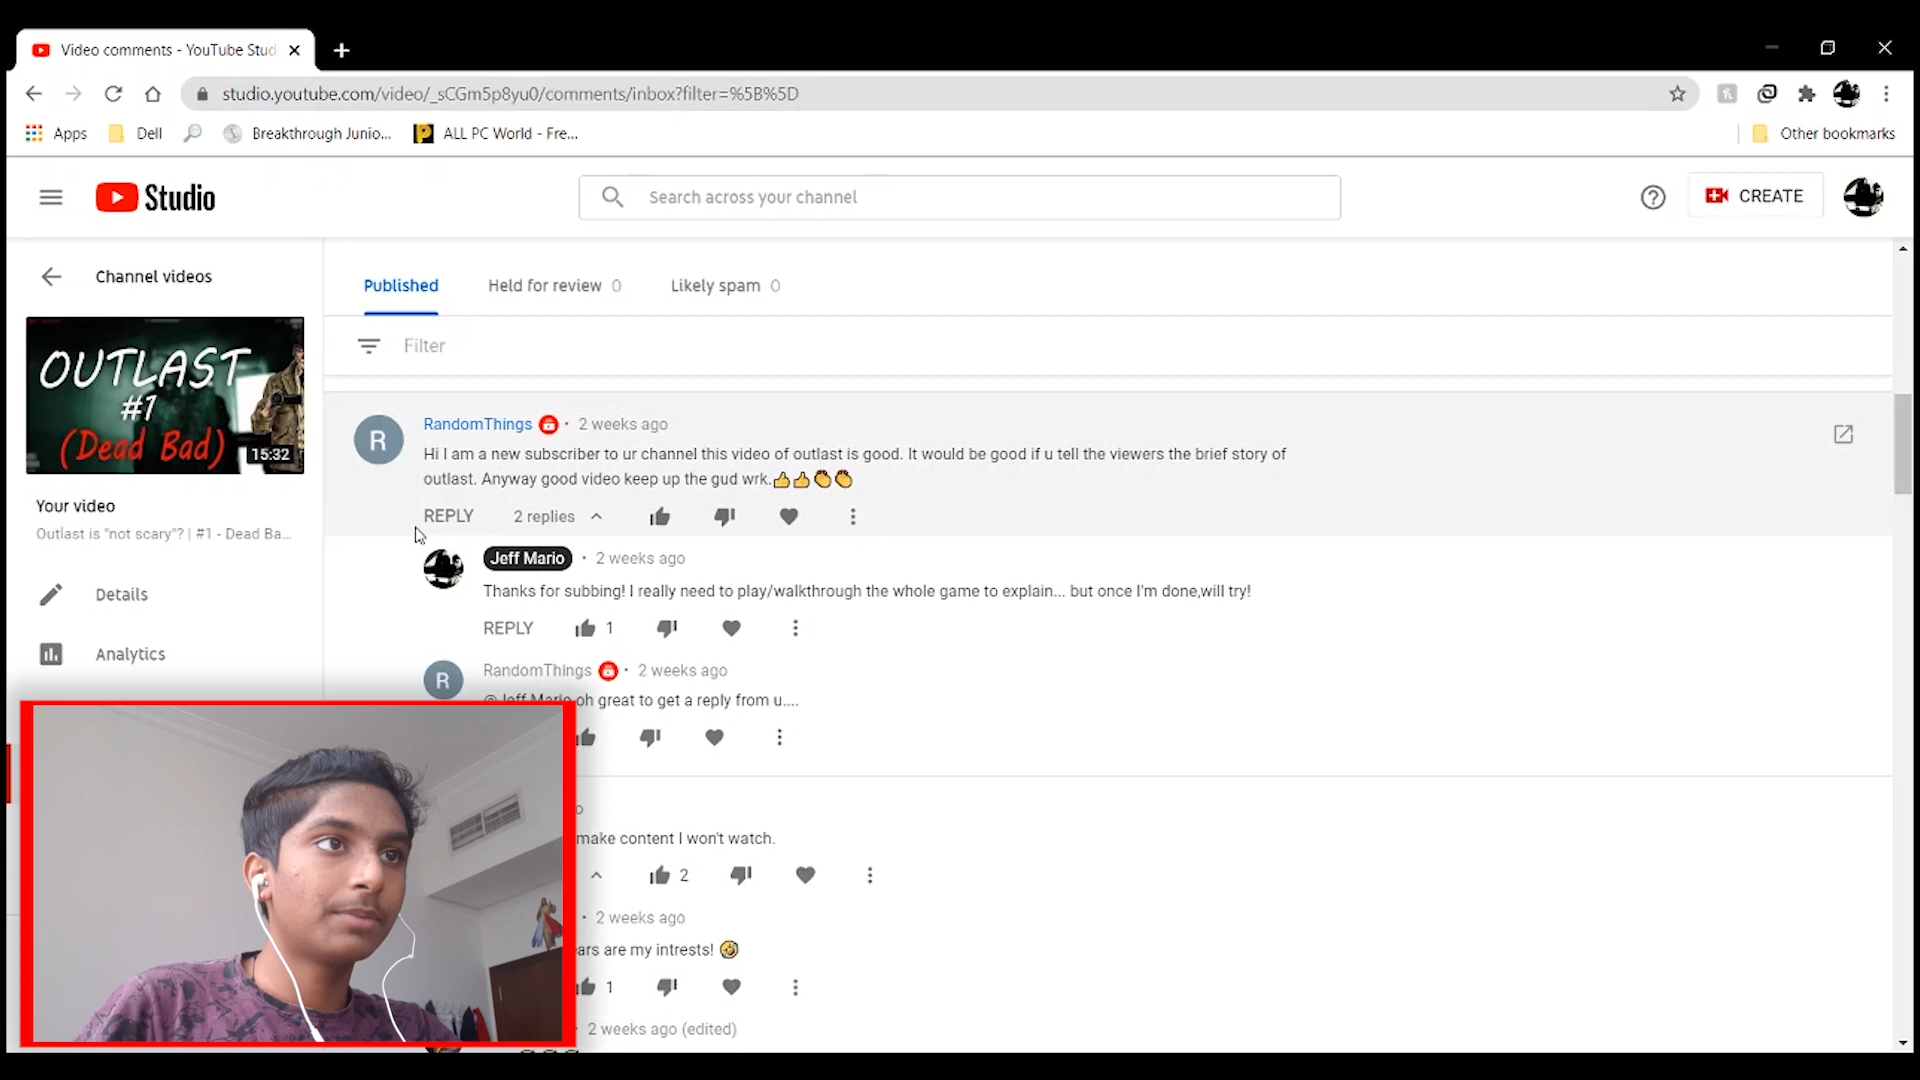 Video comments - YouTube Stud
studio.youtube.com/video/_sCGm5p8yu0/comments/inbox?filter=%5B%5D
Apps
Dell
Breakthrough Junio...
ALL PC World - Fre...
Other bookmarks
Studio
Search across your channel
CREATE
Channel videos
OUTLAST
#1
(Dead Bad)
15:32
Your video
Outlast is "not scary"? | #1 - Dead Ba...
Details
Analytics
Published
Held for review 0
Likely spam 0
Filter
R
RandomThings • 2 weeks ago
Hi I am a new subscriber to ur channel this video of outlast is good. It would be good if u tell the viewers the brief story of
outlast. Anyway good video keep up the gud wrk.👍👍👏👏
REPLY 2 replies
Jeff Mario • 2 weeks ago
Thanks for subbing! I really need to play/walkthrough the whole game to explain... but once I'm done,will try!
REPLY 1
R
RandomThings • 2 weeks ago
@Jeff Mario oh great to get a reply from u....
make content I won't watch.
2
• 2 weeks ago
ears are my intrests! 🤣
1
2 weeks ago (edited)